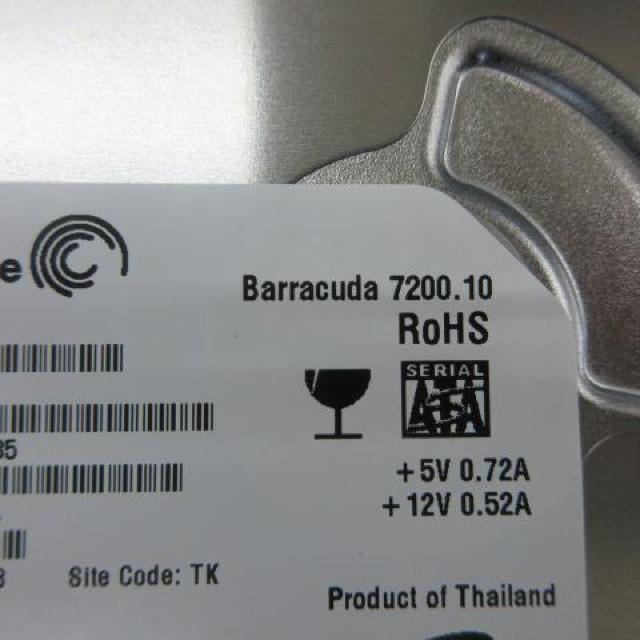 e
Barracuda 7200.10
RoHS
SERIAL
ATA
35
+5V 0.72A
+12V 0.52A
3
Site Code: TK
Product of Thailand